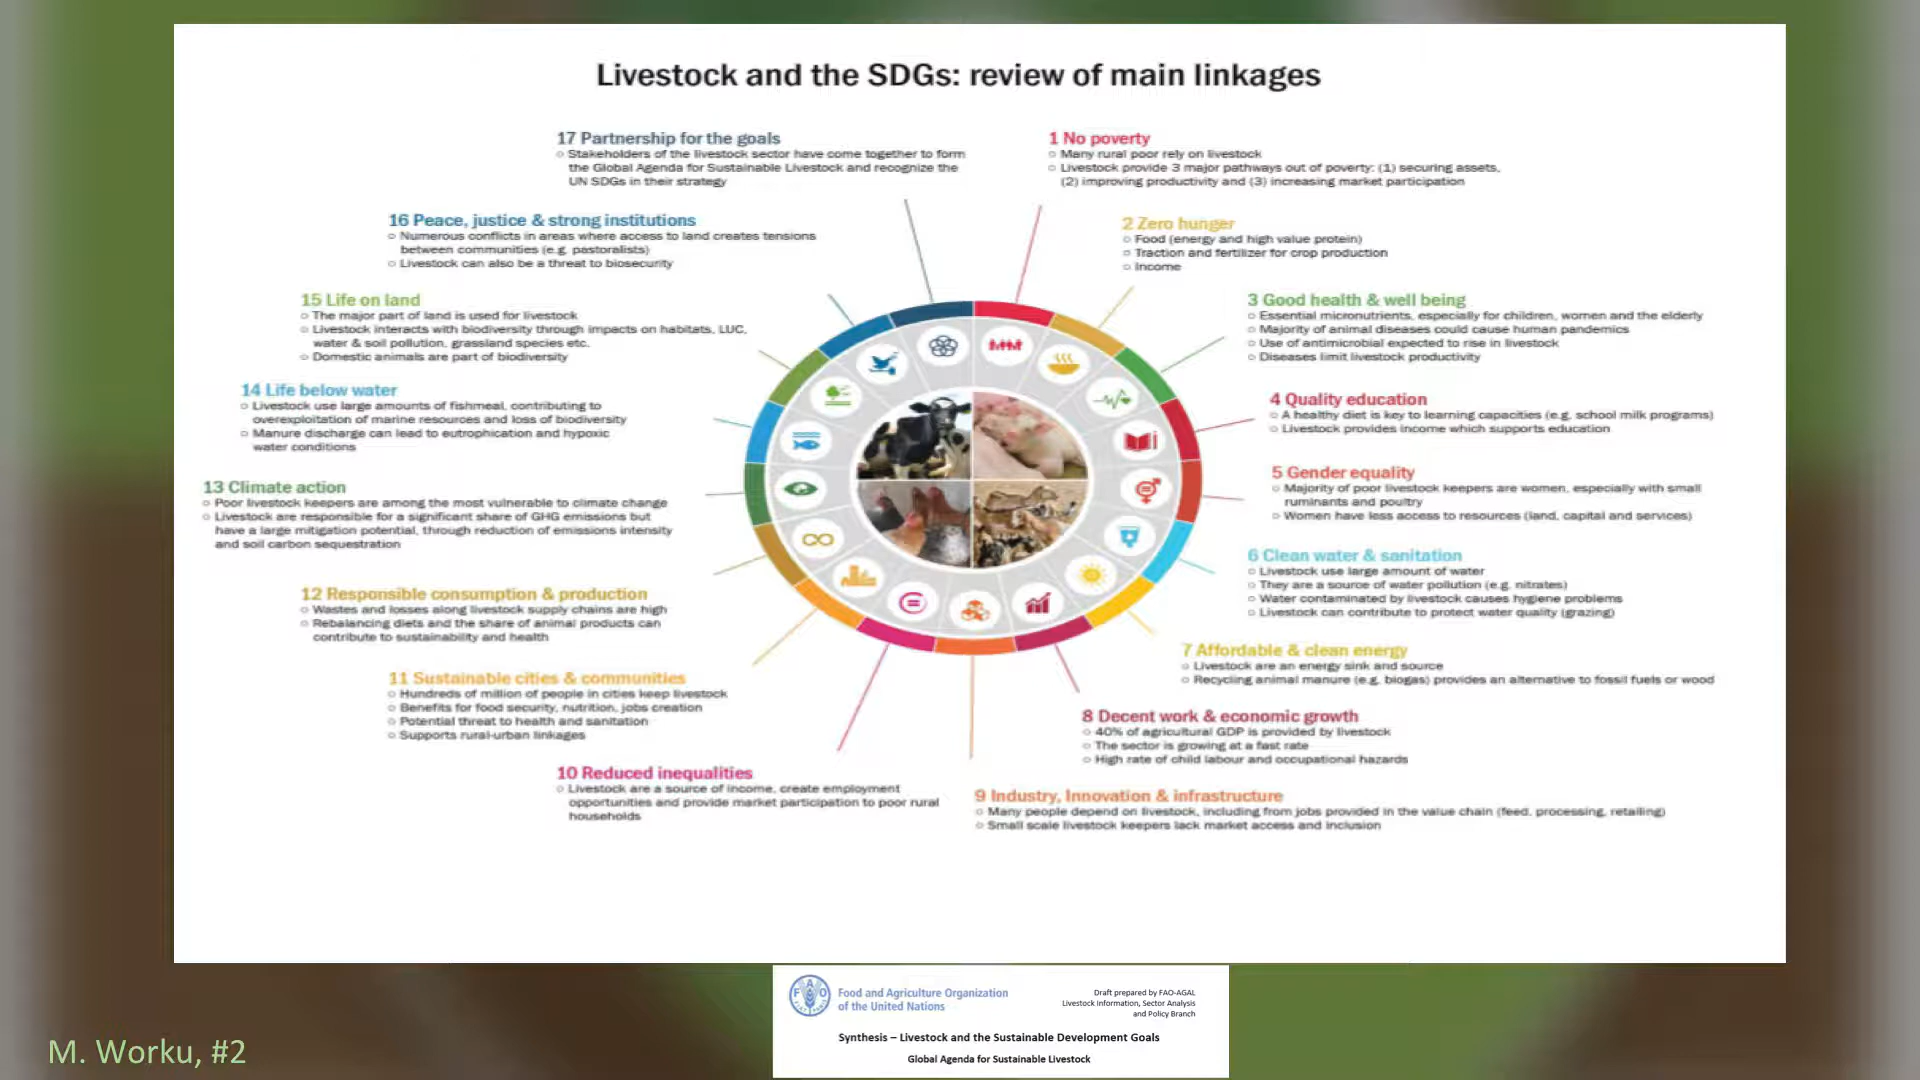 Livestock and the SDGs: review of main linkages
17 Partnership for the goals
○ Stakeholders of the livestock sector have come together to form
the Global Agenda for Sustainable Livestock and recognize the
UN SDGs in their strategy
1 No poverty
○ Many rural poor rely on livestock
○ Livestock provide 3 major pathways out of poverty: (1) securing assets,
(2) improving productivity and (3) increasing market participation
16 Peace, justice & strong institutions
○ Numerous conflicts in areas where access to land creates tensions
between communities (e.g. pastoralists)
○ Livestock can also be a threat to biosecurity
2 Zero hunger
○ Food (energy and high value protein)
○ Traction and fertilizer for crop production
○ Income
15 Life on land
○ The major part of land is used for livestock
○ Livestock interacts with biodiversity through impacts on habitats, LUC,
water & soil pollution, grassland species etc.
○ Domestic animals are part of biodiversity
3 Good health & well being
○ Essential micronutrients, especially for children, women and the elderly
○ Majority of animal diseases could cause human pandemics
○ Use of antimicrobial expected to rise in livestock
○ Diseases limit livestock productivity
14 Life below water
○ Livestock use large amounts of fishmeal, contributing to
overexploitation of marine resources and loss of biodiversity
○ Manure discharge can lead to eutrophication and hypoxic
water conditions
4 Quality education
○ A healthy diet is key to learning capacities (e.g. school milk programs)
○ Livestock provides income which supports education
13 Climate action
○ Poor livestock keepers are among the most vulnerable to climate change
○ Livestock are responsible for a significant share of GHG emissions but
have a large mitigation potential, through reduction of emissions intensity
and soil carbon sequestration
5 Gender equality
○ Majority of poor livestock keepers are women, especially with small
ruminants and poultry
○ Women have less access to resources (land, capital and services)
6 Clean water & sanitation
○ Livestock use large amount of water
○ They are a source of water pollution (e.g. nitrates)
○ Water contaminated by livestock causes hygiene problems
○ Livestock can contribute to protect water quality (grazing)
12 Responsible consumption & production
○ Wastes and losses along livestock supply chains are high
○ Rebalancing diets and the share of animal products can
contribute to sustainability and health
7 Affordable & clean energy
○ Livestock are an energy sink and source
○ Recycling animal manure (e.g. biogas) provides an alternative to fossil fuels or wood
11 Sustainable cities & communities
○ Hundreds of million of people in cities keep livestock
○ Benefits for food security, nutrition, jobs creation
○ Potential threat to health and sanitation
○ Supports rural-urban linkages
8 Decent work & economic growth
○ 40% of agricultural GDP is provided by livestock
○ The sector is growing at a fast rate
○ High rate of child labour and occupational hazards
10 Reduced inequalities
○ Livestock are a source of income, create employment
opportunities and provide market participation to poor rural
households
9 Industry, Innovation & infrastructure
○ Many people depend on livestock, including from jobs provided in the value chain (feed, processing, retailing)
○ Small scale livestock keepers lack market access and inclusion
FAO
Food and Agriculture Organization
of the United Nations
Draft prepared by FAO-AGAL
Livestock Information, Sector Analysis
and Policy Branch
Synthesis – Livestock and the Sustainable Development Goals
Global Agenda for Sustainable Livestock
M. Worku, #2